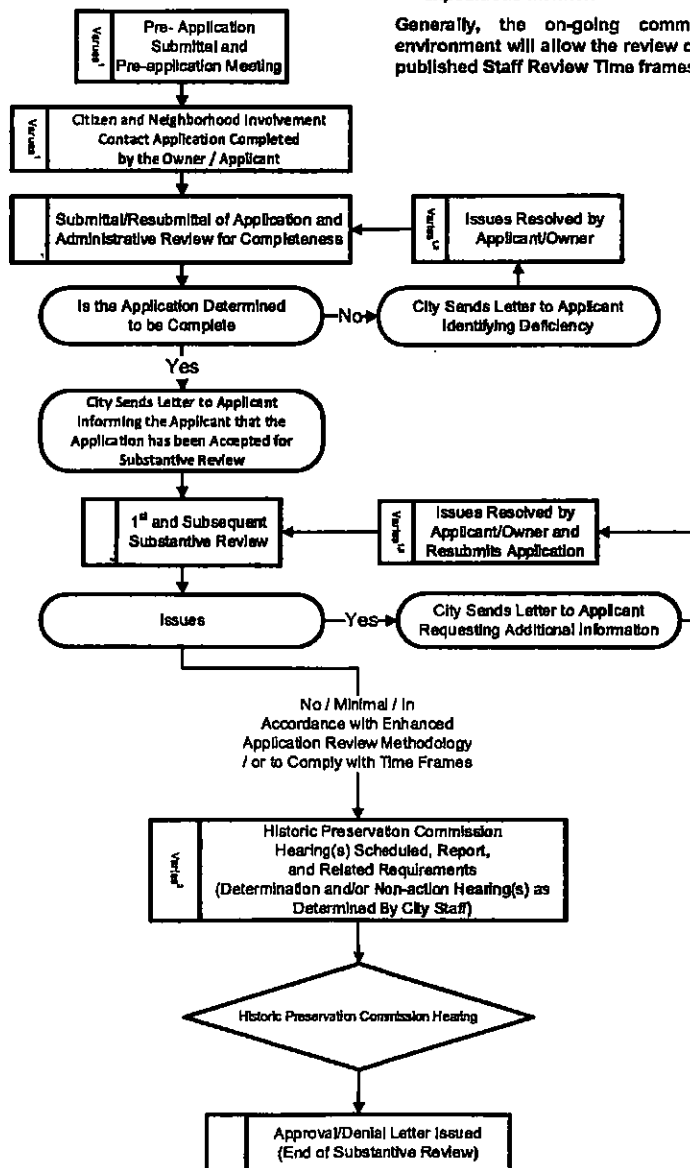 Pre- Application
Submittal and
Pre-application Meeting
Varies¹
Generally, the on-going comm
environment will allow the review o
published Staff Review Time frames
Citizen and Neighborhood Involvement
Contact Application Completed
by the Owner / Applicant
Varies¹
Submittal/Resubmittal of Application and
Administrative Review for Completeness
Issues Resolved by
Applicant/Owner
Varies
Is the Application Determined
to be Complete
No
City Sends Letter to Applicant
Identifying Deficiency
Yes
City Sends Letter to Applicant
Informing the Applicant that the
Application has been Accepted for
Substantive Review
1st and Subsequent
Substantive Review
Issues Resolved by
Applicant/Owner and
Resubmits Application
Varies
Issues
Yes
City Sends Letter to Applicant
Requesting Additional Information
No / Minimal / In
Accordance with Enhanced
Application Review Methodology
/ or to Comply with Time Frames
Historic Preservation Commission
Hearing(s) Scheduled, Report,
and Related Requirements
(Determination and/or Non-action Hearing(s) as
Determined By City Staff)
Varies
Historic Preservation Commission Hearing
Approval/Denial Letter Issued
(End of Substantive Review)